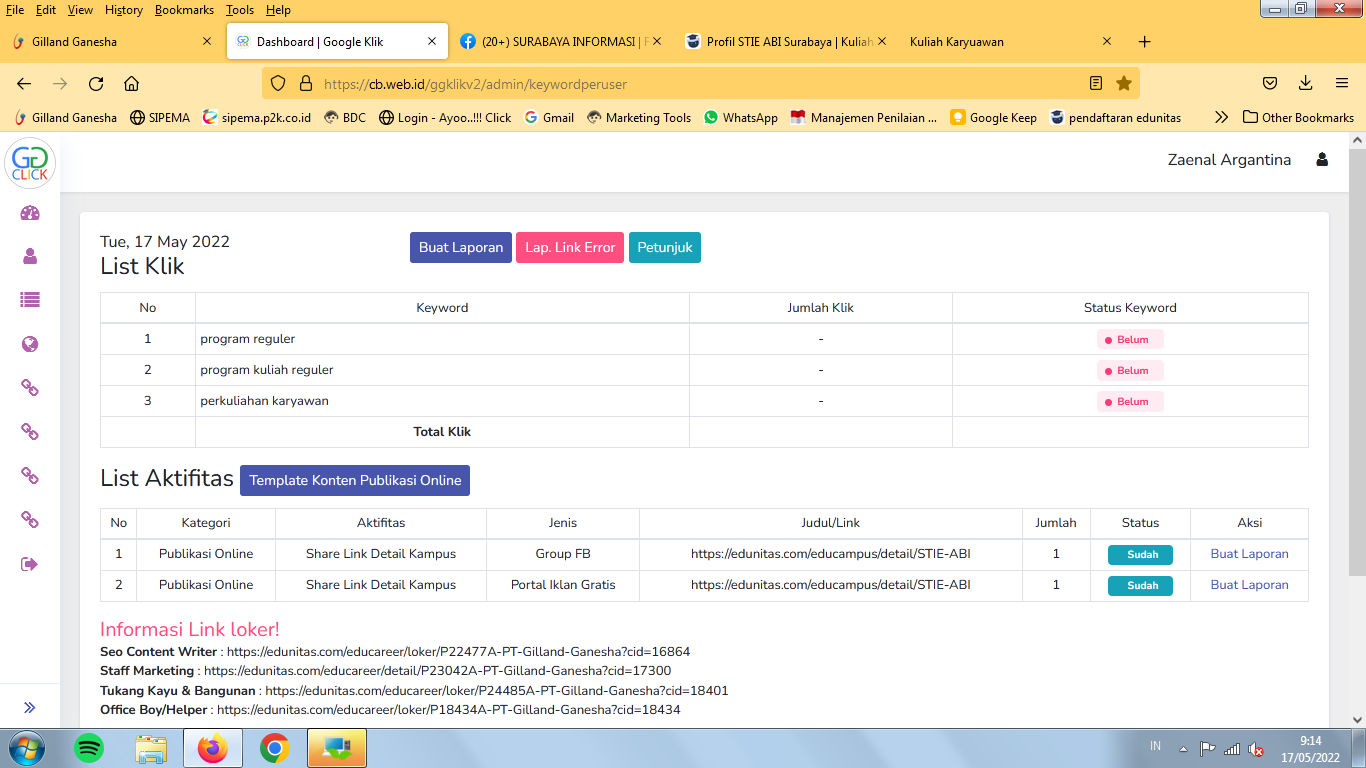 File Edit View History Bookmarks Tools Help
Gilland Ganesha
Dashboard | Google Klik
(20+) SURABAYA INFORMASI | F
Profil STIE ABI Surabaya | Kuliah
Kuliah Karyuawan
https://cb.web.id/ggklikv2/admin/keywordperuser
Gilland Ganesha SIPEMA sipema.p2k.co.id BDC Login - Ayoo..!!! Click Gmail Marketing Tools WhatsApp Manajemen Penilaian ... Google Keep pendaftaran edunitas Other Bookmarks
GG CLICK
Zaenal Argantina
Tue, 17 May 2022
List Klik
Buat Laporan Lap. Link Error Petunjuk
No Keyword Jumlah Klik Status Keyword
1 program reguler - Belum
2 program kuliah reguler - Belum
3 perkuliahan karyawan - Belum
Total Klik
List Aktifitas Template Konten Publikasi Online
No Kategori Aktifitas Jenis Judul/Link Jumlah Status Aksi
1 Publikasi Online Share Link Detail Kampus Group FB https://edunitas.com/educampus/detail/STIE-ABI 1 Sudah Buat Laporan
2 Publikasi Online Share Link Detail Kampus Portal Iklan Gratis https://edunitas.com/educampus/detail/STIE-ABI 1 Sudah Buat Laporan
Informasi Link loker!
Seo Content Writer : https://edunitas.com/educareer/loker/P22477A-PT-Gilland-Ganesha?cid=16864
Staff Marketing : https://edunitas.com/educareer/detail/P23042A-PT-Gilland-Ganesha?cid=17300
Tukang Kayu & Bangunan : https://edunitas.com/educareer/loker/P24485A-PT-Gilland-Ganesha?cid=18401
Office Boy/Helper : https://edunitas.com/educareer/loker/P18434A-PT-Gilland-Ganesha?cid=18434
IN
9:14
17/05/2022